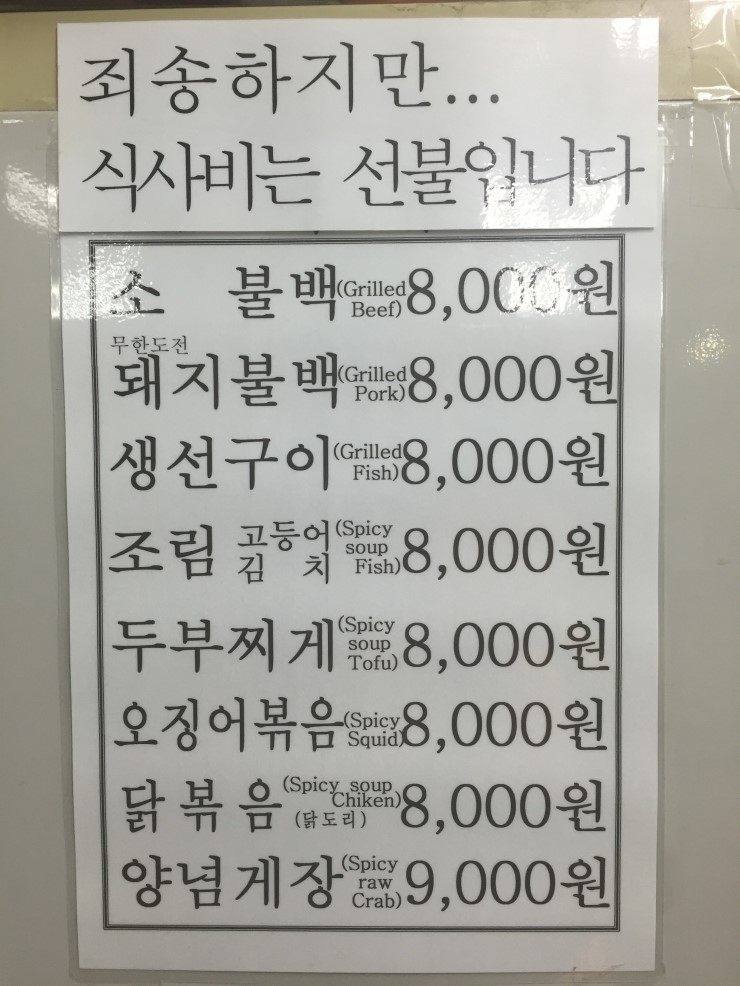 죄송하지만...
식사비는 선불입니다
소 불백(Grilled Beef)8,000원
무한도전
돼지불백(Grilled Pork)8,000원
생선구이(Grilled Fish)8,000원
조림 고등어 김치(Spicy soup Fish)8,000원
두부찌게(Spicy soup Tofu)8,000원
오징어볶음(Spicy Squid)8,000원
닭볶음(Spicy soup Chiken)(닭도리)8,000원
양념게장(Spicy raw Crab)9,000원